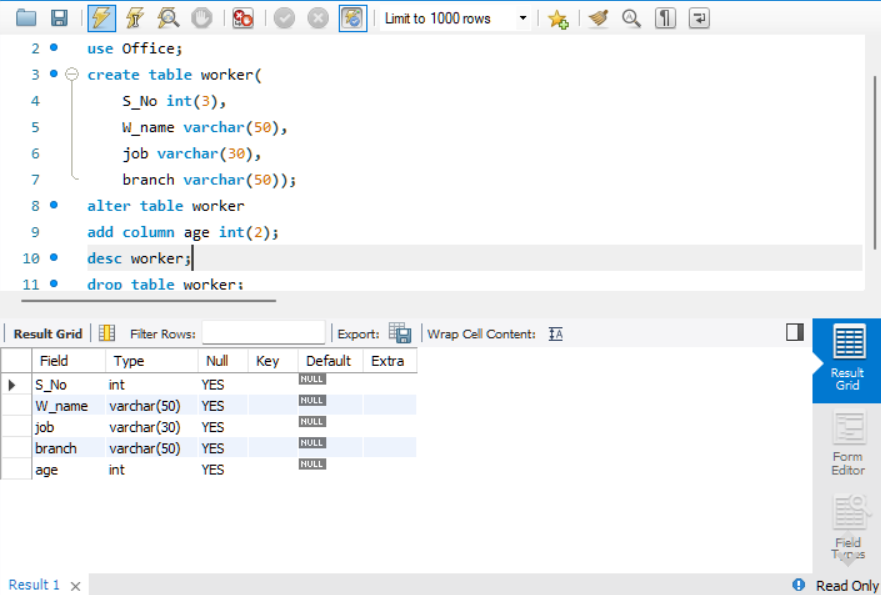 Limit to 1000 rows
2 use Office;
3 create table worker(
4 S_No int(3),
5 W_name varchar(50),
6 job varchar(30),
7 branch varchar(50));
8 alter table worker
9 add column age int(2);
10 desc worker;
11 drop table worker;
Result Grid Filter Rows: Export: Wrap Cell Content: IA
Field Type Null Key Default Extra
S_No int YES NULL
W_name varchar(50) YES NULL
job varchar(30) YES NULL
branch varchar(50) YES NULL
age int YES NULL
Result
Grid
Form
Editor
Field
Types
Result 1 Read Only